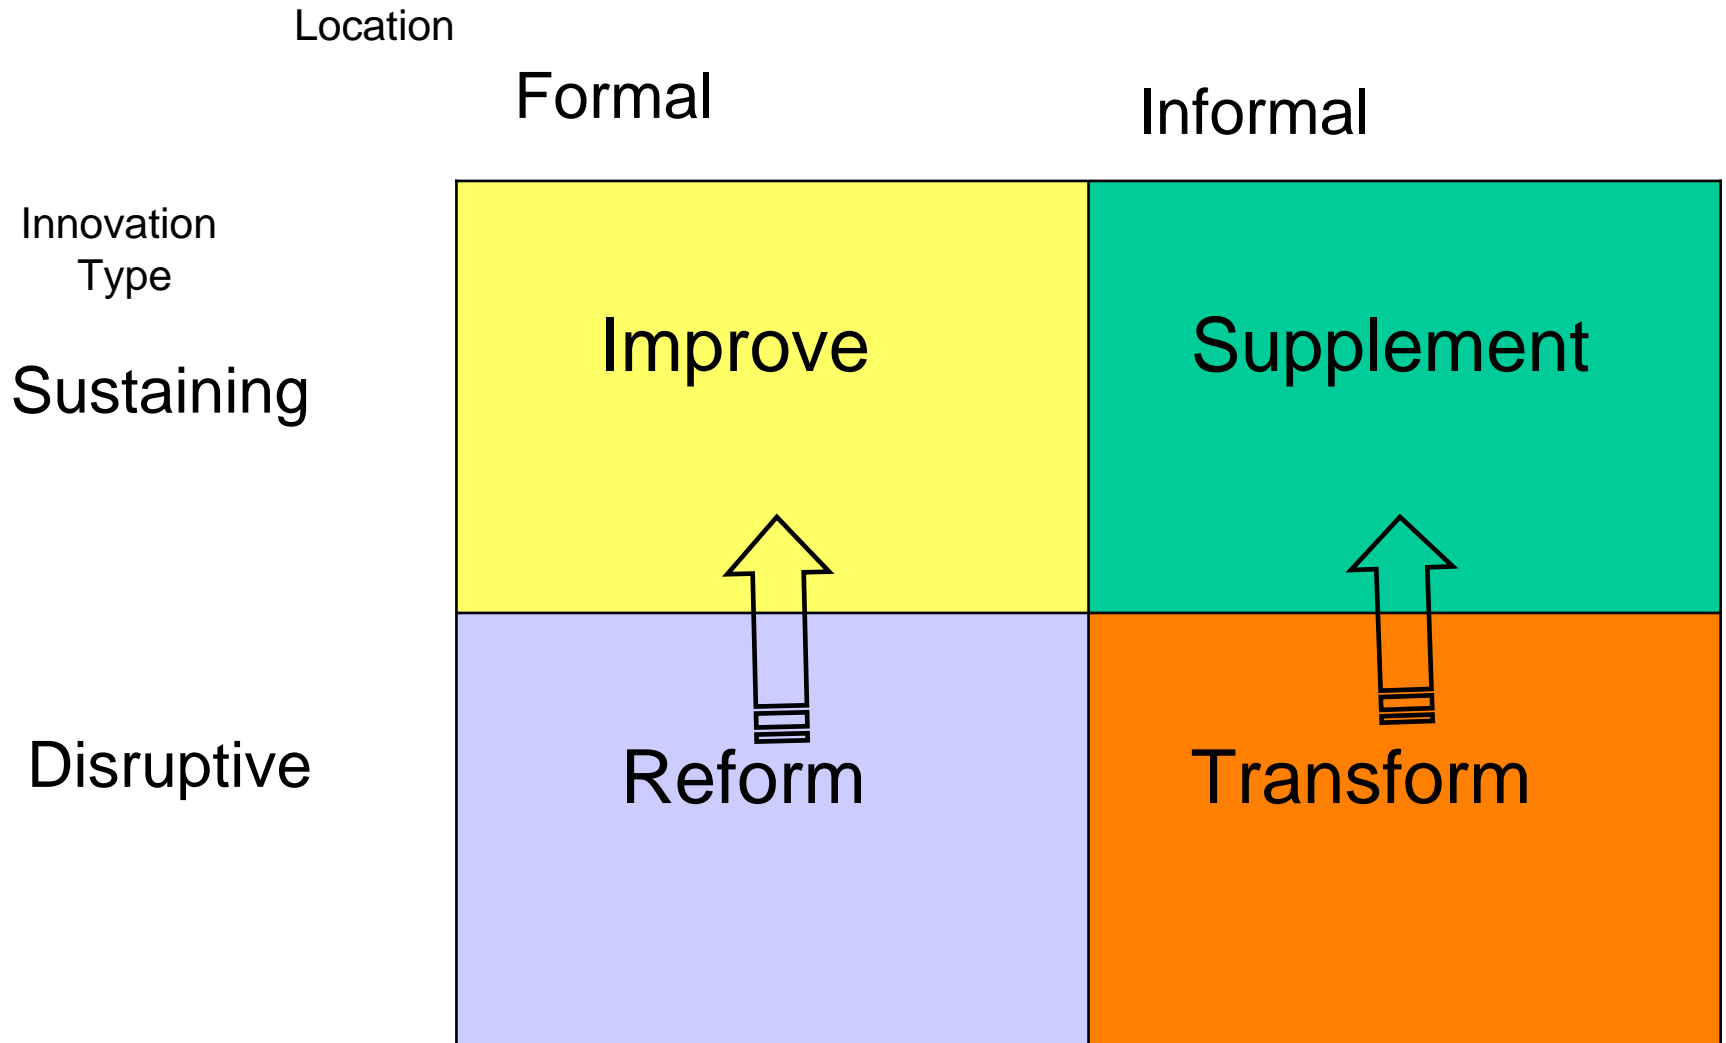 Location
Formal
Informal
Innovation
Type
Improve
Supplement
Sustaining
Disruptive
Reform
Transform